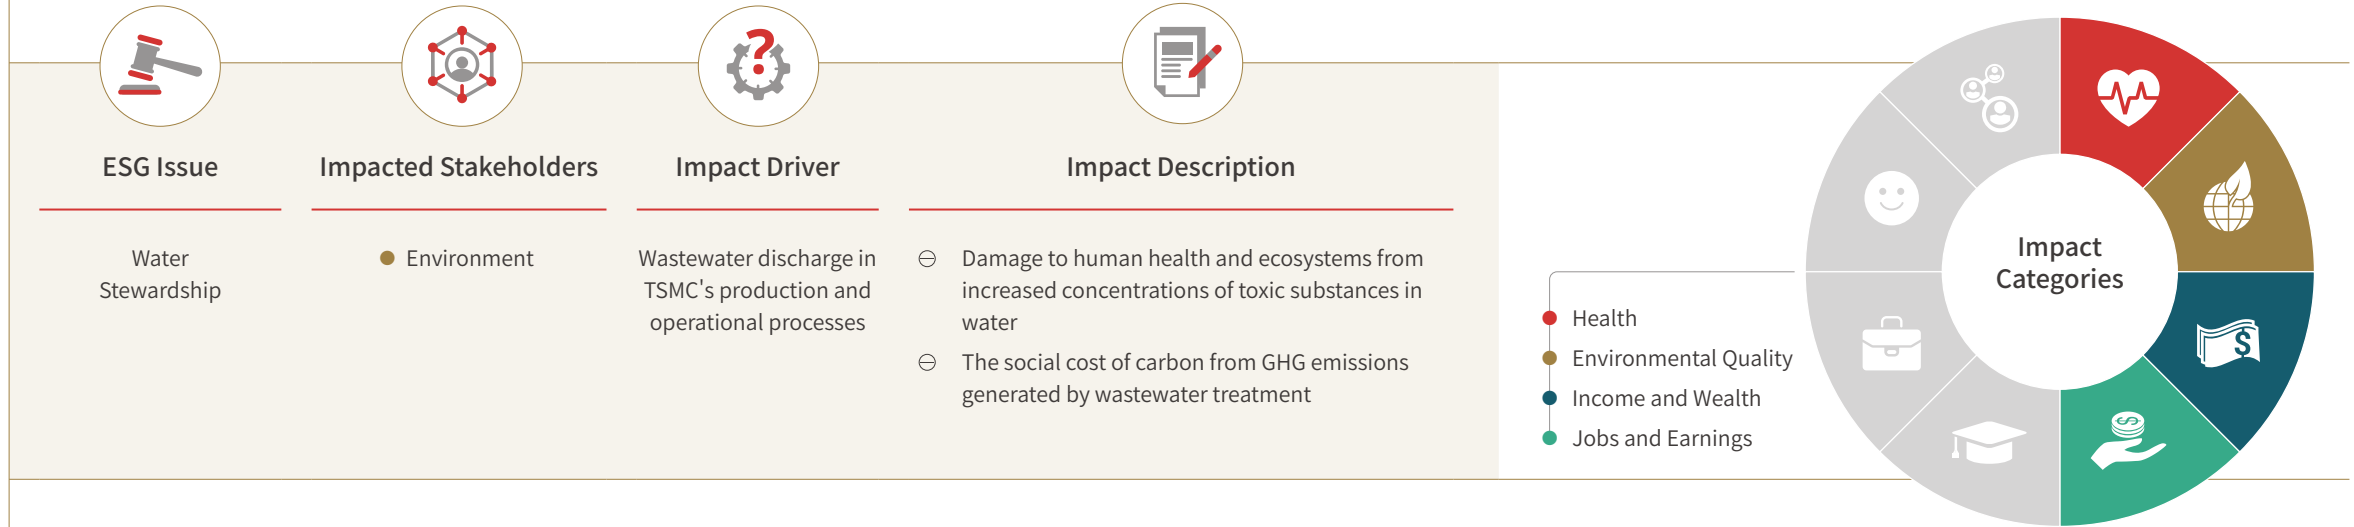 ESG Issue
Water
Stewardship
Impacted Stakeholders
Environment
Impact Driver
Wastewater discharge in
TSMC's production and
operational processes
Impact Description
⊖ Damage to human health and ecosystems from
increased concentrations of toxic substances in
water
⊖ The social cost of carbon from GHG emissions
generated by wastewater treatment
Health
Environmental Quality
Income and Wealth
Jobs and Earnings
Impact
Categories